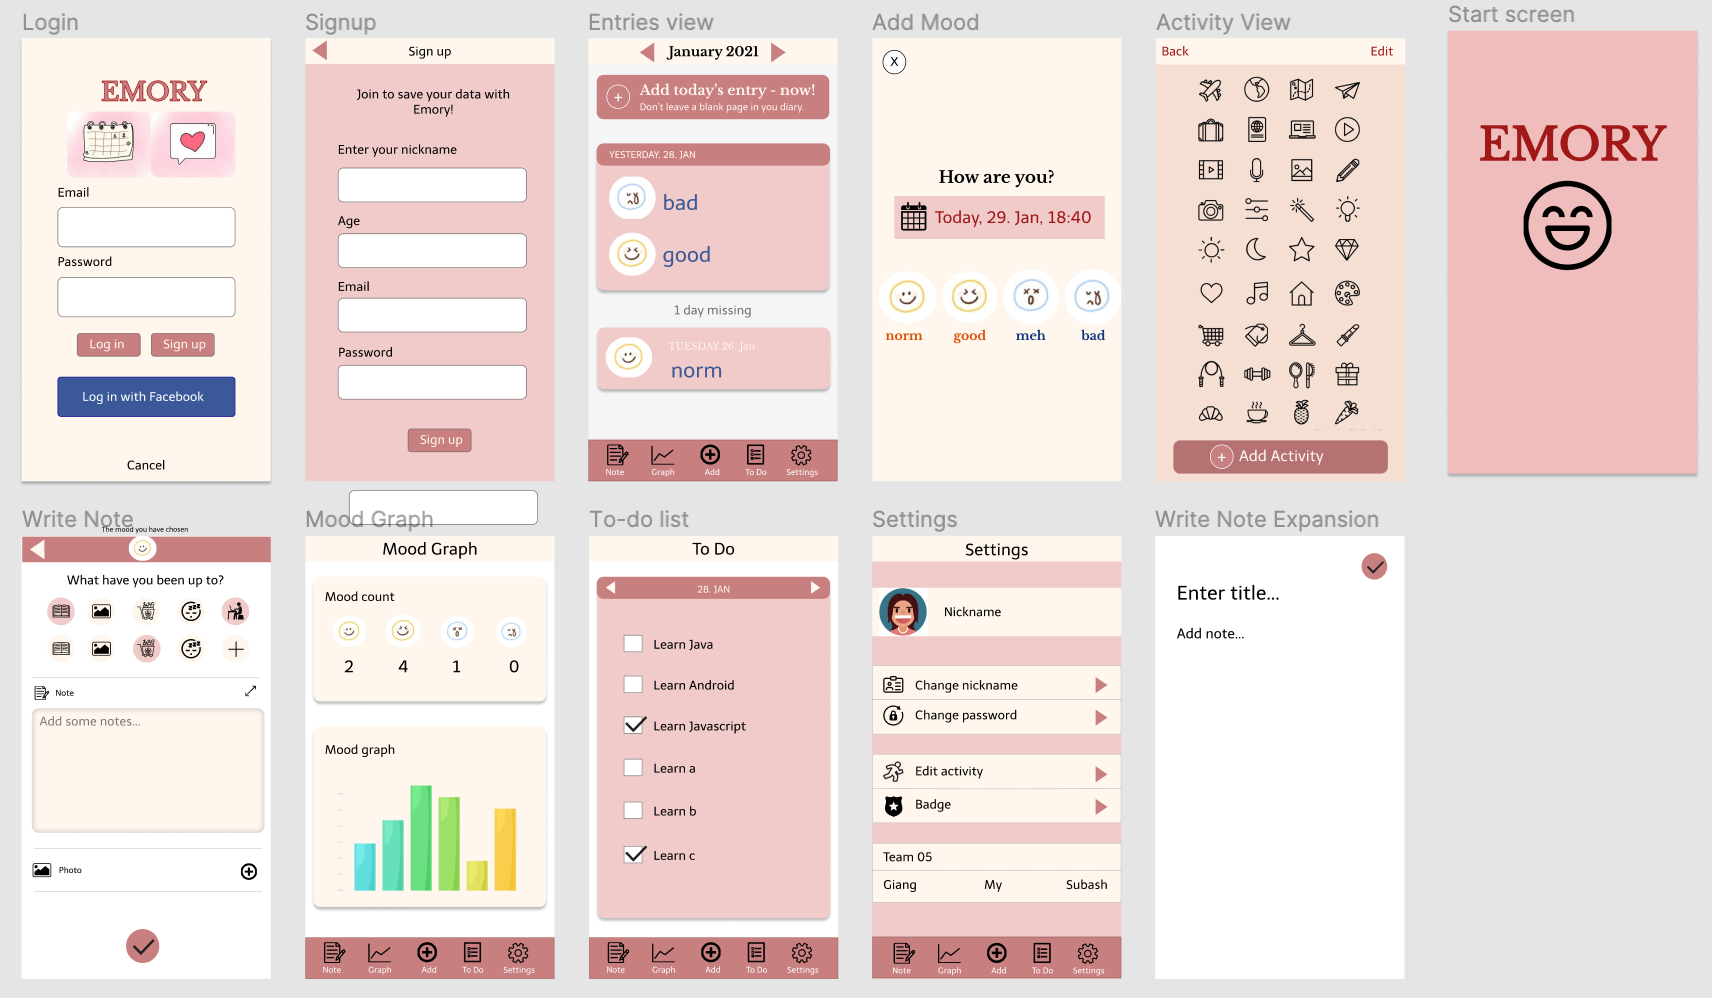 Login
EMORY
Email
Password
Log in
Sign up
Log in with Facebook
Cancel
Signup
Sign up
Join to save your data with
Emory!
Enter your nickname
Age
Email
Password
Sign up
Entries view
January 2021
Add today's entry - now!
Don't leave a blank page in you diary.
YESTERDAY, 28. JAN
bad
good
1 day missing
TUESDAY 26. Jan
norm
Note
Graph
Add
To Do
Settings
Add Mood
X
How are you?
Today, 29. Jan, 18:40
norm
good
meh
bad
Activity View
Back
Edit
Add Activity
Start screen
EMORY
Write Note
The mood you have chosen
What have you been up to?
Note
Add some notes...
Photo
Mood Graph
Mood Graph
Mood count
2
4
1
0
Mood graph
Note
Graph
Add
To Do
Settings
To-do list
To Do
28. JAN
Learn Java
Learn Android
Learn Javascript
Learn a
Learn b
Learn c
Note
Graph
Add
To Do
Settings
Settings
Settings
Nickname
Change nickname
Change password
Edit activity
Badge
Team 05
Giang
My
Subash
Note
Graph
Add
To Do
Settings
Write Note Expansion
Enter title...
Add note...